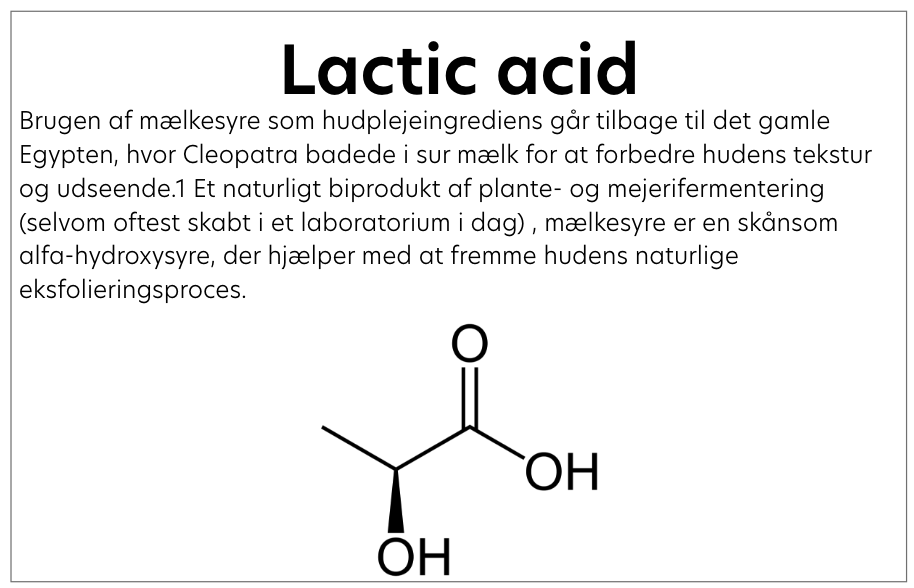 Lactic acid
Brugen af mælkesyre som hudplejeingrediens går tilbage til det gamle
Egypten, hvor Cleopatra badede i sur mælk for at forbedre hudens tekstur
og udseende.1 Et naturligt biprodukt af plante- og mejerifermentering
(selvom oftest skabt i et laboratorium i dag) , mælkesyre er en skånsom
alfa-hydroxysyre, der hjælper med at fremme hudens naturlige
eksfolieringsproces.
O
OH
OH